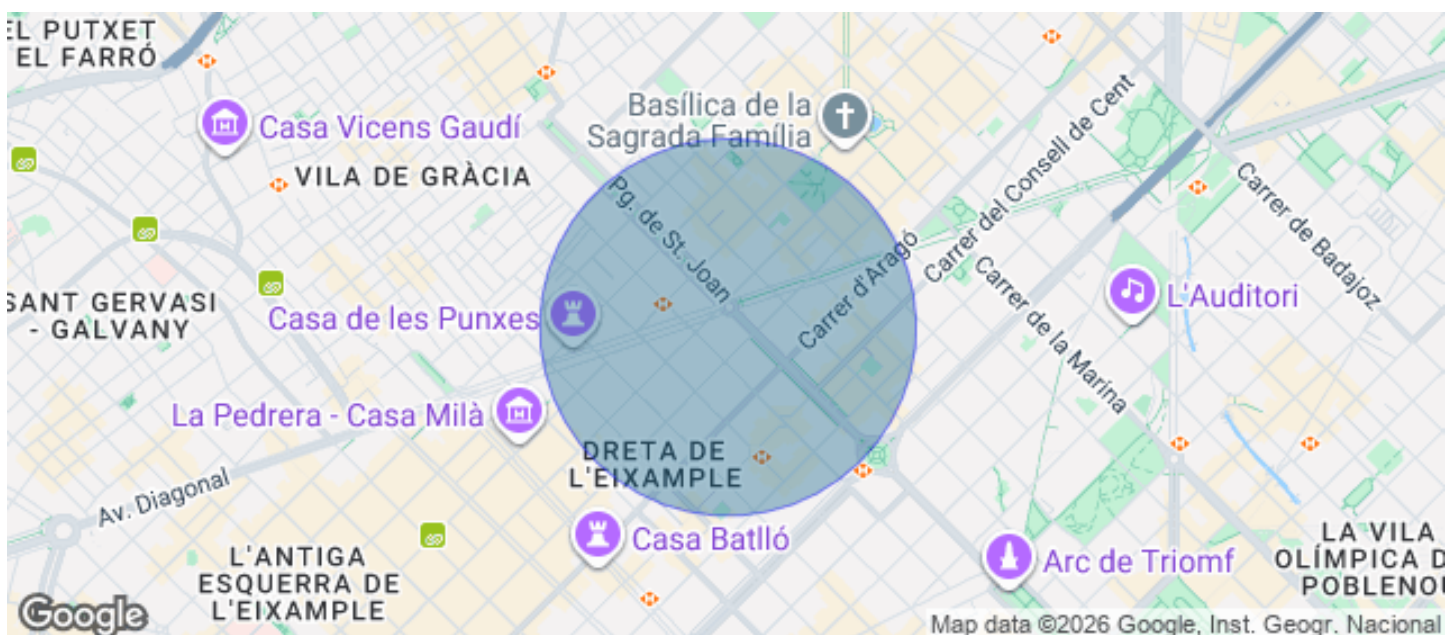 EL PUTXET
EL FARRÓ
Casa Vicens Gaudí
Basílica de la
Sagrada Família
VILA DE GRÀCIA
Pg. de St. Joan
Carrer del Consell de Cent
Carrer de Badajoz
Carrer d'Aragó
SANT GERVASI
- GALVANY
Casa de les Punxes
L'Auditori
Carrer de la Marina
La Pedrera - Casa Milà
DRETA DE
L'EIXAMPLE
Av. Diagonal
Casa Batlló
L'ANTIGA
ESQUERRA DE
L'EIXAMPLE
Arc de Triomf
LA VILA
OLÍMPICA D
POBLENOU
Google
Map data ©2026 Google, Inst. Geogr. Nacional